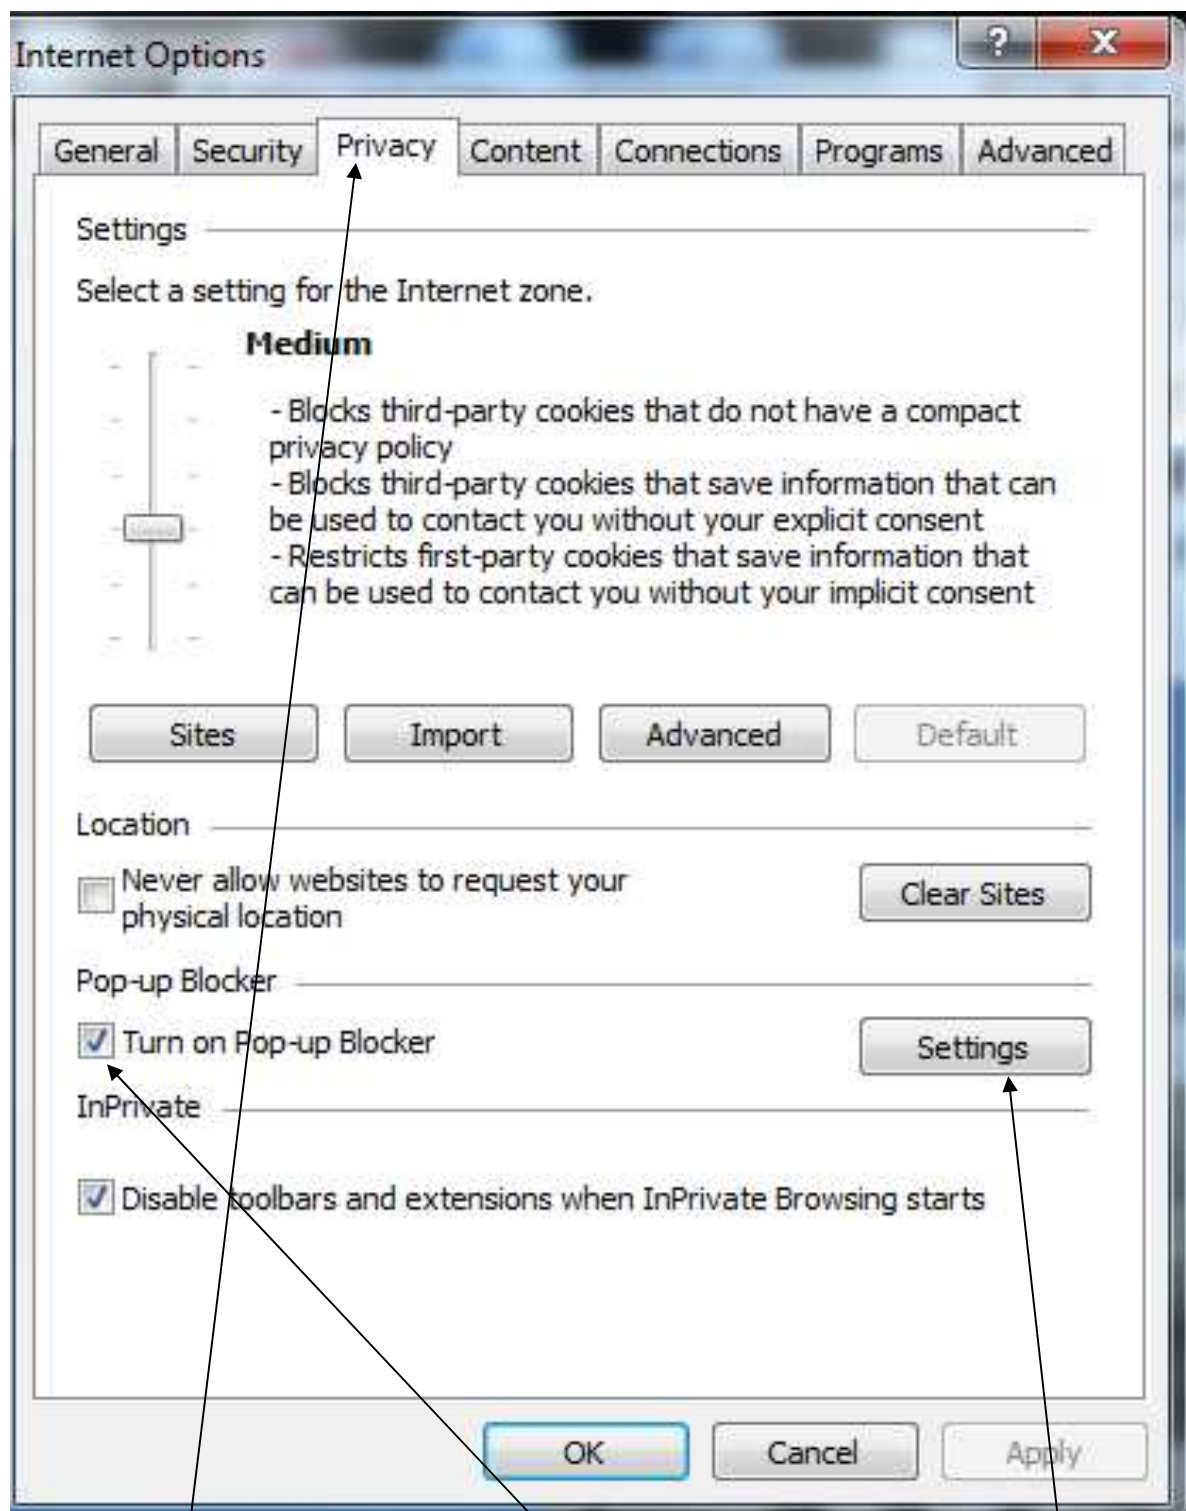 Internet Options
? X
General Security Privacy Content Connections Programs Advanced
Settings
Select a setting for the Internet zone.
Medium
- Blocks third-party cookies that do not have a compact
privacy policy
- Blocks third-party cookies that save information that can
be used to contact you without your explicit consent
- Restricts first-party cookies that save information that
can be used to contact you without your implicit consent
Sites Import Advanced Default
Location
Never allow websites to request your
physical location
Clear Sites
Pop-up Blocker
Turn on Pop-up Blocker Settings
InPrivate
Disable toolbars and extensions when InPrivate Browsing starts
OK Cancel Apply